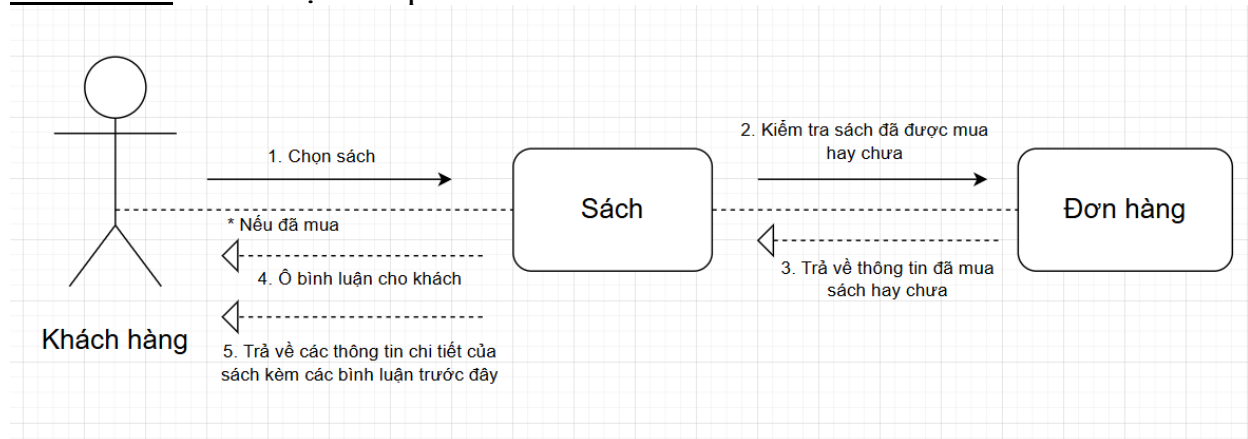 1. Chọn sách
2. Kiểm tra sách đã được mua
hay chưa
Sách
Đơn hàng
* Nếu đã mua
4. Ô bình luận cho khách
3. Trả về thông tin đã mua
sách hay chưa
Khách hàng
5. Trả về các thông tin chi tiết của
sách kèm các bình luận trước đây